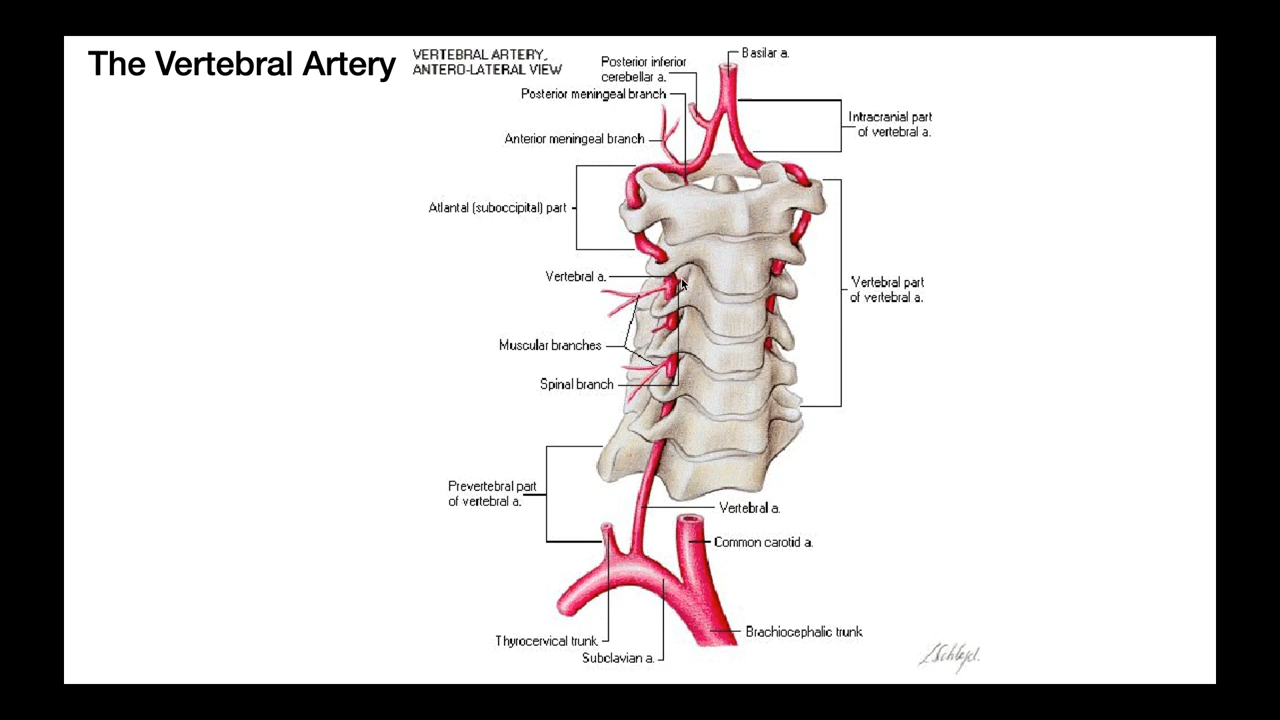 The Vertebral Artery
VERTEBRAL ARTERY,
ANTERO-LATERAL VIEW
Basilar a.
Posterior inferior
cerebellar a.
Posterior meningeal branch
Intracranial part
of vertebral a.
Anterior meningeal branch
Atlantal (suboccipital) part
Vertebral a.
Vertebral part
of vertebral a.
Muscular branches
Spinal branch
Prevertebral part
of vertebral a.
Vertebral a.
Common carotid a.
Brachiocephalic trunk
Thyrocervical trunk
Subclavian a.